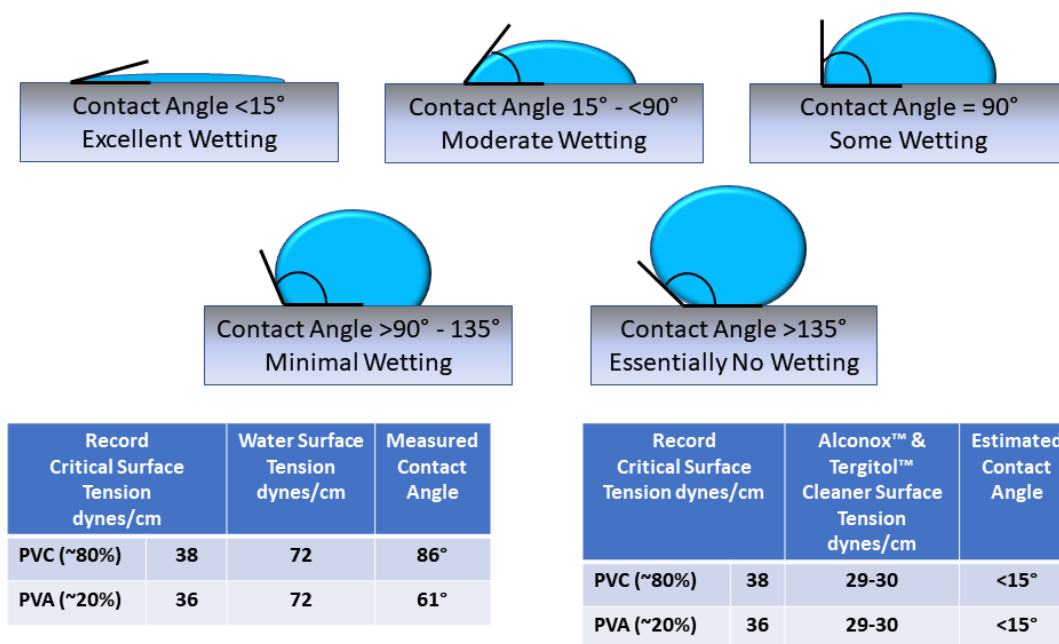 Contact Angle <15°
Excellent Wetting
Contact Angle 15° - <90°
Moderate Wetting
Contact Angle = 90°
Some Wetting
Contact Angle >90° - 135°
Minimal Wetting
Contact Angle >135°
Essentially No Wetting
Record
Critical Surface
Tension
dynes/cm
Water Surface
Tension
dynes/cm
Measured
Contact
Angle
PVC (~80%) 38 72 86°
PVA (~20%) 36 72 61°
Record
Critical Surface
Tension dynes/cm
Alconox™ &
Tergitol™
Cleaner Surface
Tension
dynes/cm
Estimated
Contact
Angle
PVC (~80%) 38 29-30 <15°
PVA (~20%) 36 29-30 <15°